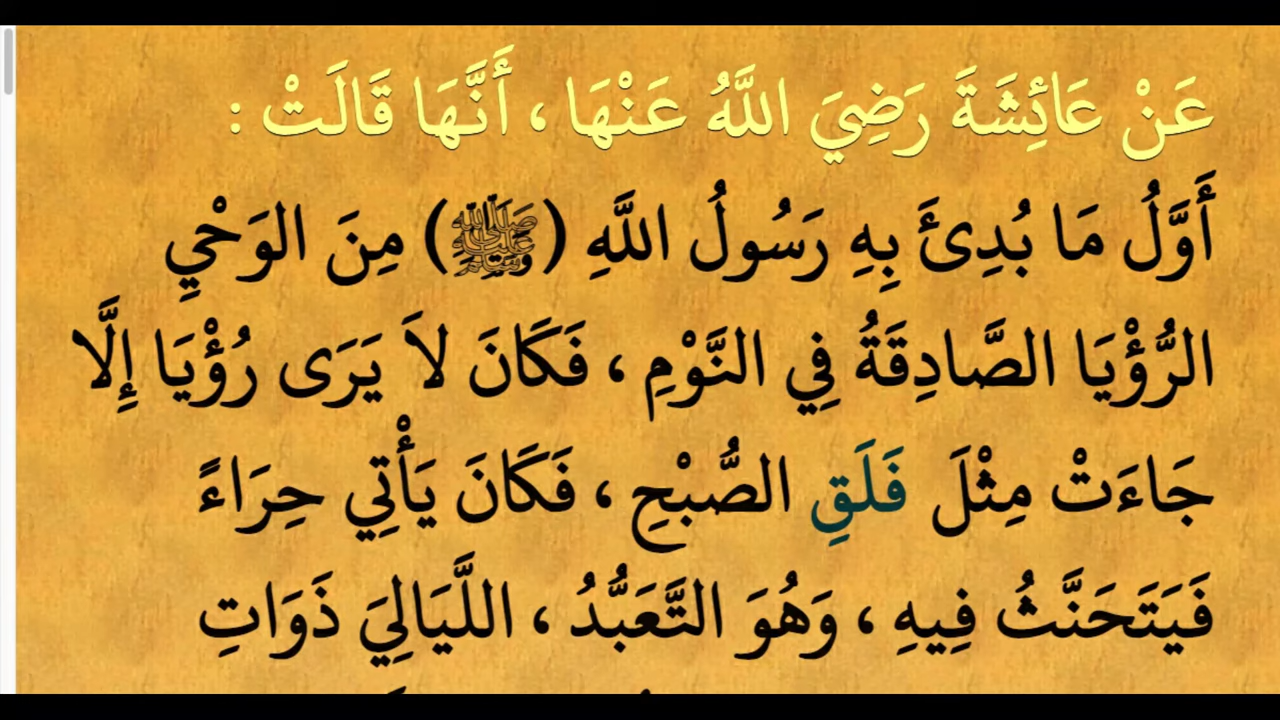 عَنْ عَائِشَةَ رَضِيَ اللَّهُ عَنْهَا ، أَنَّهَا قَالَتْ :
أَوَّلُ مَا بُدِئَ بِهِ رَسُولُ اللَّهِ (ﷺ) مِنَ الوَحْيِ
الرُّؤْيَا الصَّادِقَةُ فِي النَّوْمِ ، فَكَانَ لاَ يَرَى رُؤْيَا إِلَّا
جَاءَتْ مِثْلَ فَلَقِ الصُّبْحِ ، فَكَانَ يَأْتِي حِرَاءً
فَيَتَحَنَّثُ فِيهِ ، وَهُوَ التَّعَبُّدُ ، اللَّيَالِيَ ذَوَاتِ